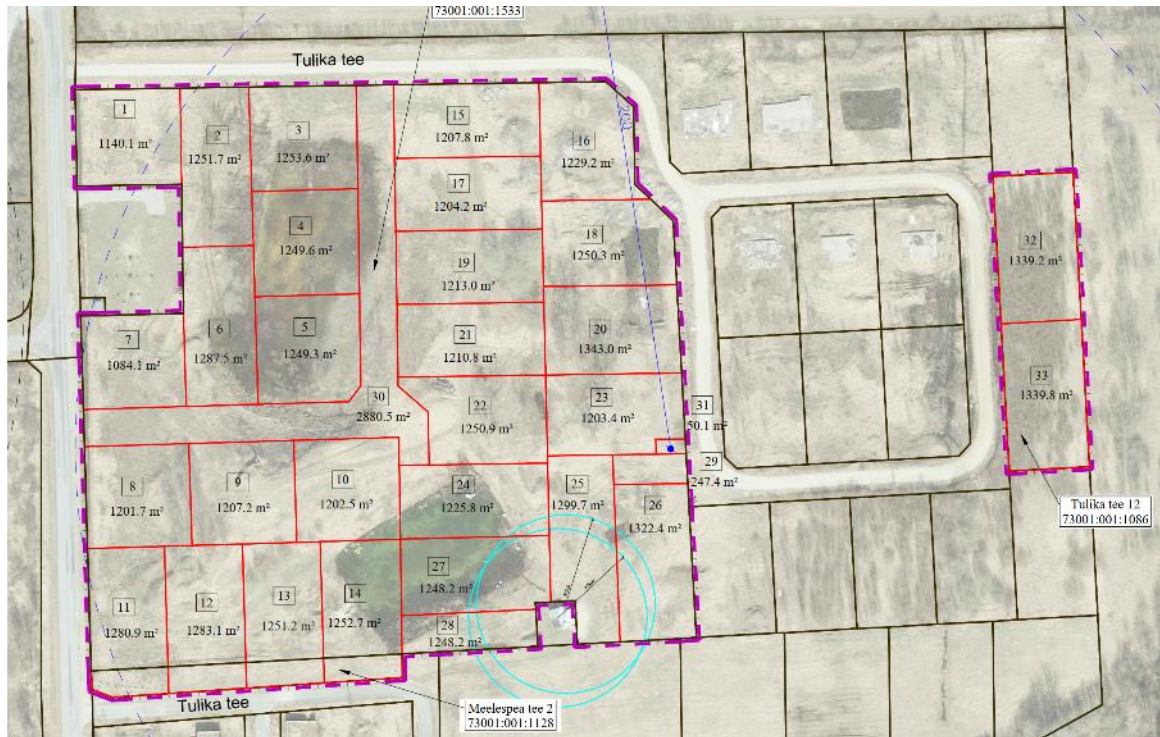 73001:001:1533
Tulika tee
1
1140.1 m²
2
1251.7 m²
3
1253.6 m²
15
1207.8 m²
16
1229.2 m²
17
1204.2 m²
4
1249.6 m²
18
1250.3 m²
32
1339.2 m²
19
1213.0 m²
5
1249.3 m²
6
1287.5 m²
7
1084.1 m²
21
1210.8 m²
20
1343.0 m²
33
1339.8 m²
30
2880.5 m²
22
1250.9 m²
23
1203.4 m²
31
50.1 m²
29
247.4 m²
8
1201.7 m²
9
1207.2 m²
10
1202.5 m²
24
1225.8 m²
25
1299.7 m²
26
1322.4 m²
Tulika tee 12
73001:001:1086
11
1280.9 m²
12
1283.1 m²
13
1251.2 m²
14
1252.7 m²
27
1248.2 m²
28
1248.2 m²
Tulika tee
Meelespea tee 2
73001:001:1128